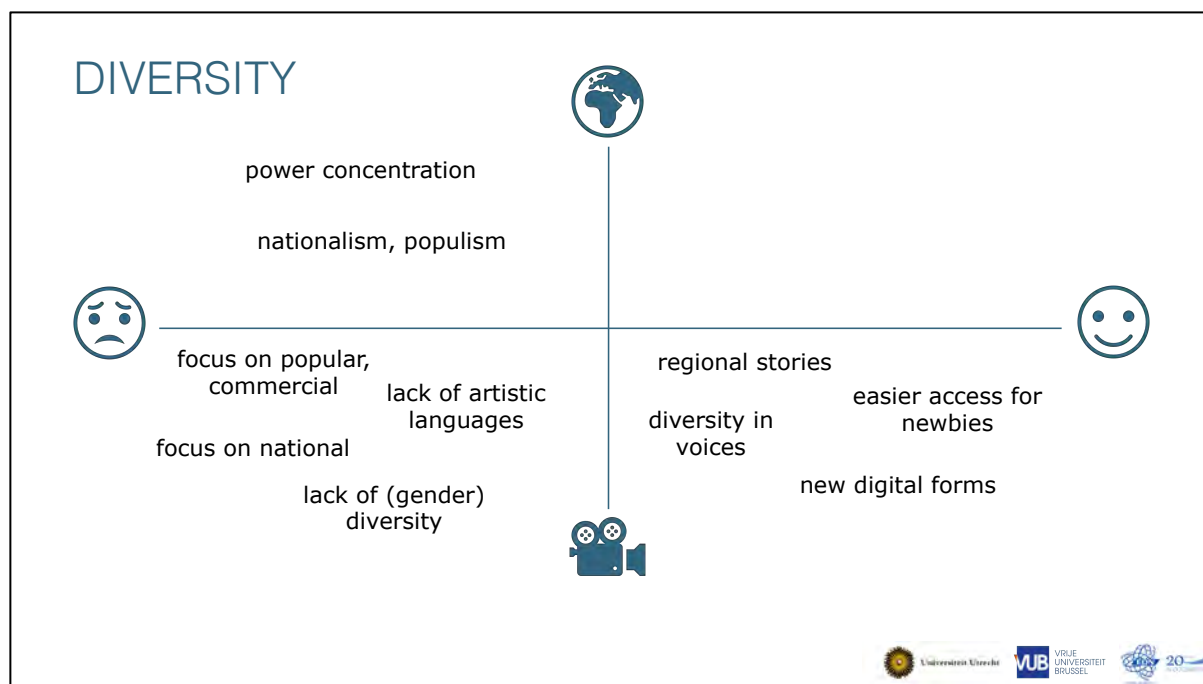 DIVERSITY
power concentration
nationalism, populism
focus on popular,
commercial
lack of artistic
languages
focus on national
lack of (gender)
diversity
regional stories
easier access for
newbies
diversity in
voices
new digital forms
Universiteit Utrecht
VUB
VRIJE
UNIVERSITEIT
BRUSSEL
20